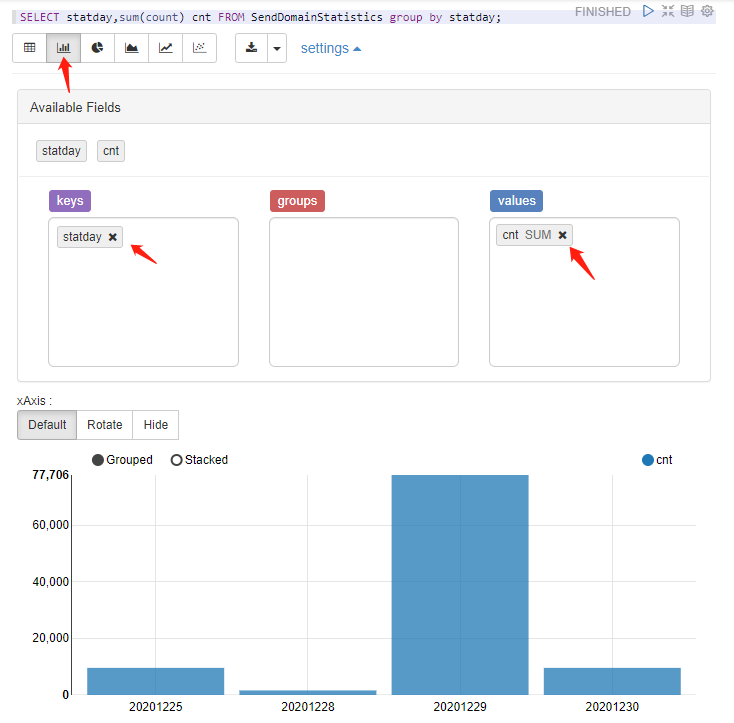 SELECT statday,sum(count) cnt FROM SendDomainStatistics group by statday;
FINISHED
settings
Available Fields
statday cnt
keys groups values
statday cnt SUM
xAxis :
Default Rotate Hide
Grouped Stacked cnt
77,706
60,000
40,000
20,000
0
20201225 20201228 20201229 20201230